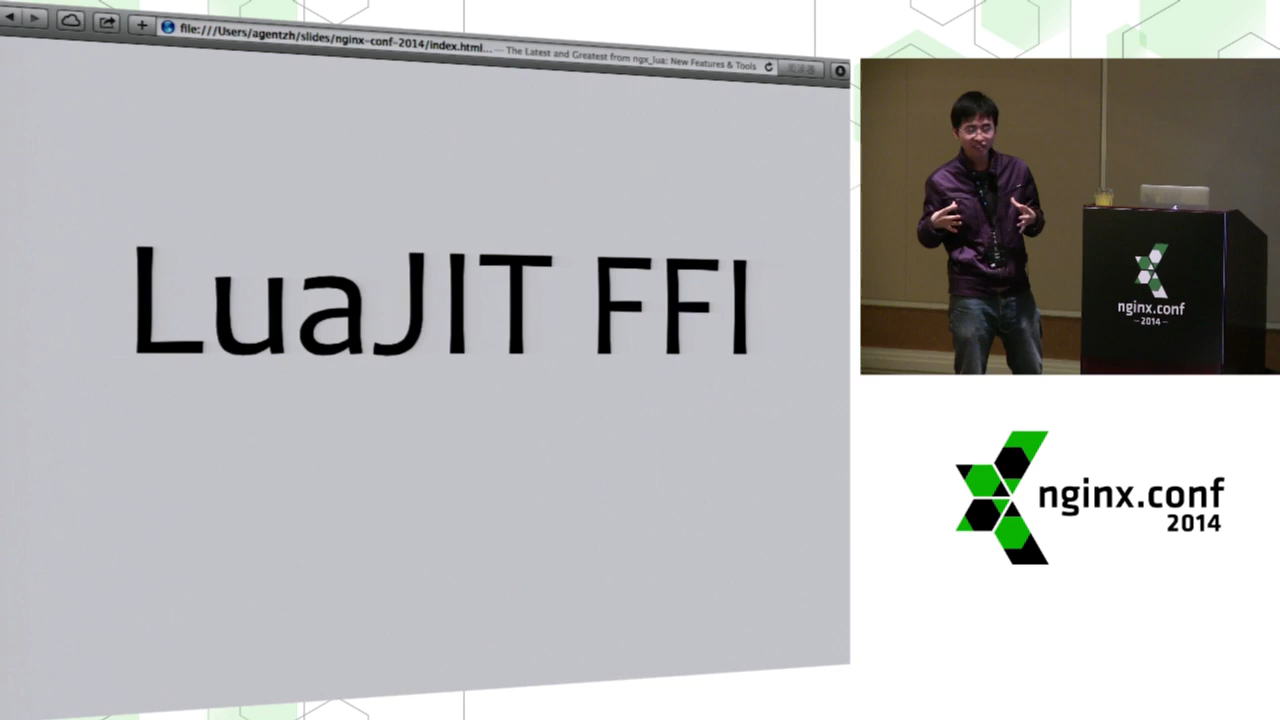 file:///Users/agentzh/slides/nginx-conf-2014/index.html... — The Latest and Greatest from ngx_lua: New Features & Tools
LuaJIT FFI
nginx.conf
—2014—
nginx.conf
2014